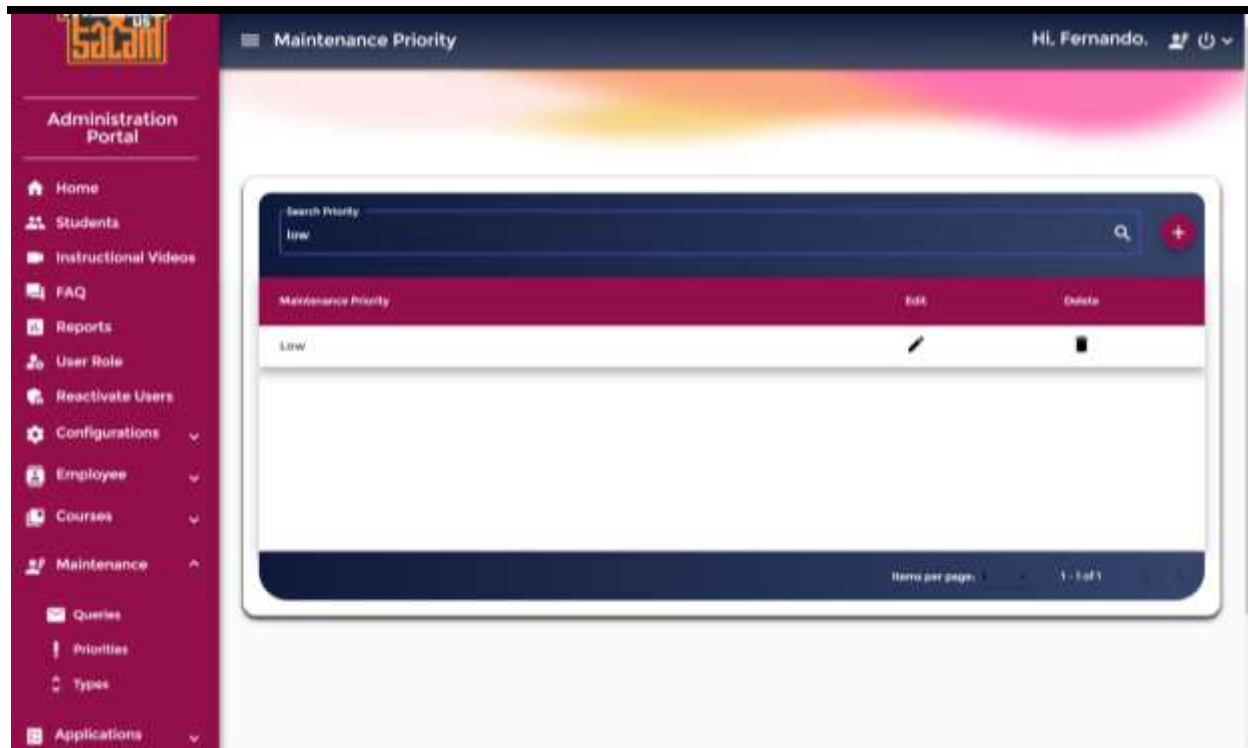 us
satani
Maintenance Priority
Hi, Fernando.
Administration
Portal
Home
Students
Instructional Videos
FAQ
Reports
User Role
Reactivate Users
Configurations
Employee
Courses
Maintenance
Queries
Priorities
Types
Applications
Search Priority
low
Maintenance Priority Edit Delete
Low
Items per page:
1 - 1 of 1